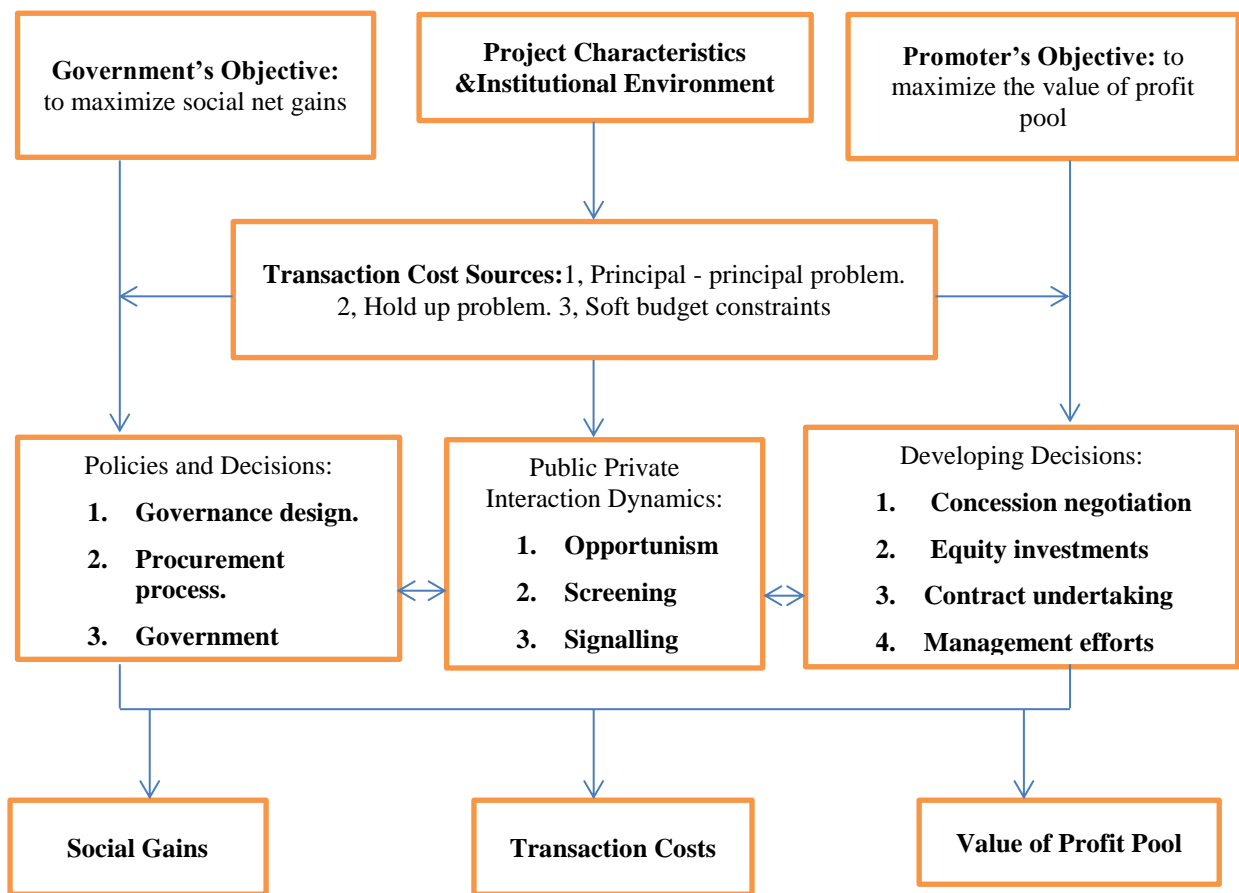 Government's Objective:
to maximize social net gains
Project Characteristics
&Institutional Environment
Promoter's Objective: to
maximize the value of profit
pool
Transaction Cost Sources:1, Principal - principal problem.
2, Hold up problem. 3, Soft budget constraints
Policies and Decisions:
1. Governance design.
2. Procurement
process.
3. Government
Public Private
Interaction Dynamics:
1. Opportunism
2. Screening
3. Signalling
Developing Decisions:
1. Concession negotiation
2. Equity investments
3. Contract undertaking
4. Management efforts
Social Gains
Transaction Costs
Value of Profit Pool